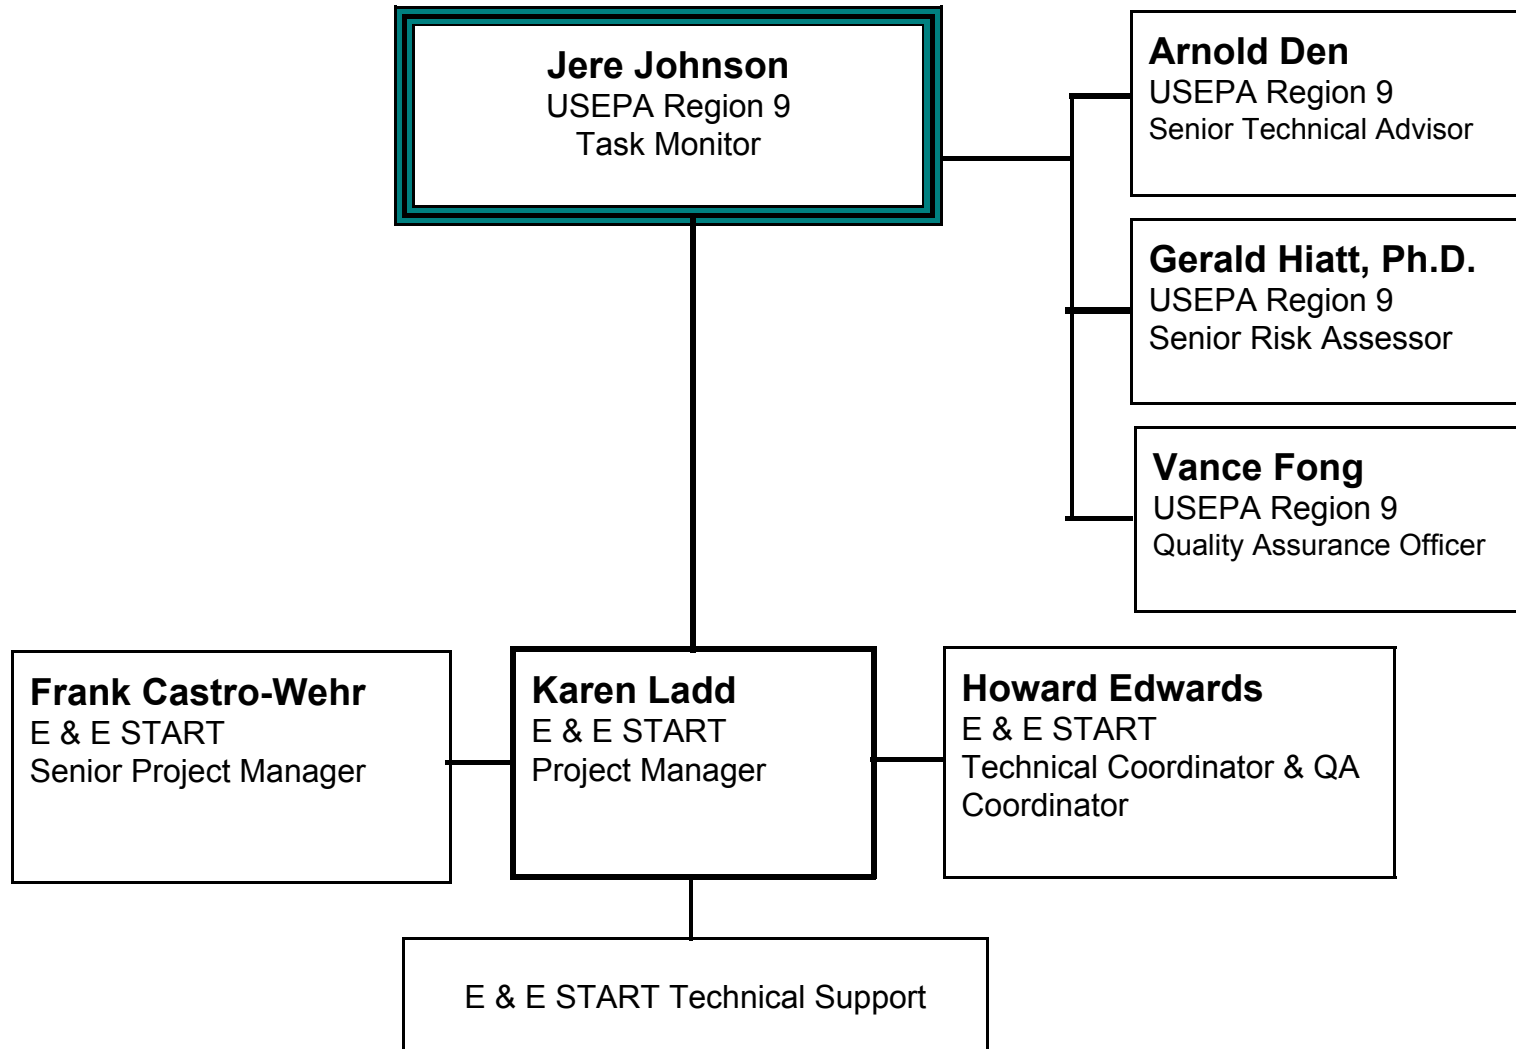 Jere Johnson
USEPA Region 9
Task Monitor
Arnold Den
USEPA Region 9
Senior Technical Advisor
Gerald Hiatt, Ph.D.
USEPA Region 9
Senior Risk Assessor
Vance Fong
USEPA Region 9
Quality Assurance Officer
Frank Castro-Wehr
E & E START
Senior Project Manager
Karen Ladd
E & E START
Project Manager
Howard Edwards
E & E START
Technical Coordinator & QA
Coordinator
E & E START Technical Support